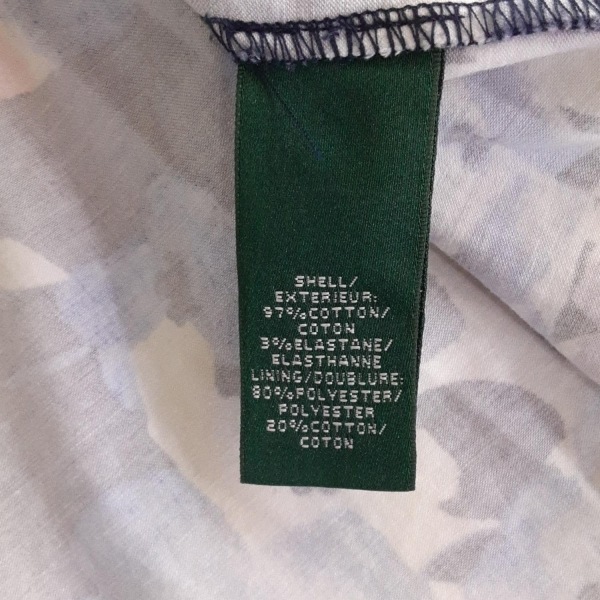 SHELL/
EXTERIEUR:
97%COTTON/
COTON
3%ELASTANE/
ELASTHANNE
LINING/DOUBLURE:
80%POLYESTER/
POLYESTER
20%COTTON/
COTON